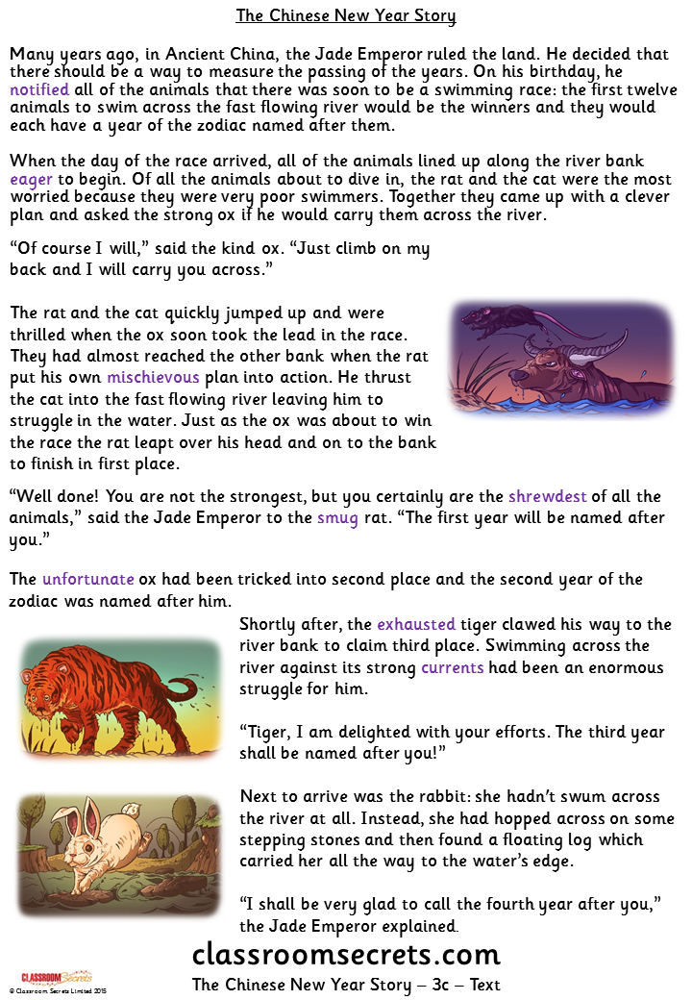 The Chinese New Year Story
Many years ago, in Ancient China, the Jade Emperor ruled the land. He decided that
there should be a way to measure the passing of the years. On his birthday, he
notified all of the animals that there was soon to be a swimming race: the first twelve
animals to swim across the fast flowing river would be the winners and they would
each have a year of the zodiac named after them.
When the day of the race arrived, all of the animals lined up along the river bank
eager to begin. Of all the animals about to dive in, the rat and the cat were the most
worried because they were very poor swimmers. Together they came up with a clever
plan and asked the strong ox if he would carry them across the river.
“Of course I will,” said the kind ox. “Just climb on my
back and I will carry you across.”
The rat and the cat quickly jumped up and were
thrilled when the ox soon took the lead in the race.
They had almost reached the other bank when the rat
put his own mischievous plan into action. He thrust
the cat into the fast flowing river leaving him to
struggle in the water. Just as the ox was about to win
the race the rat leapt over his head and on to the bank
to finish in first place.
“Well done! You are not the strongest, but you certainly are the shrewdest of all the
animals,” said the Jade Emperor to the smug rat. “The first year will be named after
you.”
The unfortunate ox had been tricked into second place and the second year of the
zodiac was named after him.
Shortly after, the exhausted tiger clawed his way to the
river bank to claim third place. Swimming across the
river against its strong currents had been an enormous
struggle for him.
“Tiger, I am delighted with your efforts. The third year
shall be named after you!”
Next to arrive was the rabbit: she hadn’t swum across
the river at all. Instead, she had hopped across on some
stepping stones and then found a floating log which
carried her all the way to the water’s edge.
“I shall be very glad to call the fourth year after you,”
the Jade Emperor explained.
classroomsecrets.com
CLASSROOM Secrets
© Classroom Secrets Limited 2015
The Chinese New Year Story – 3c – Text